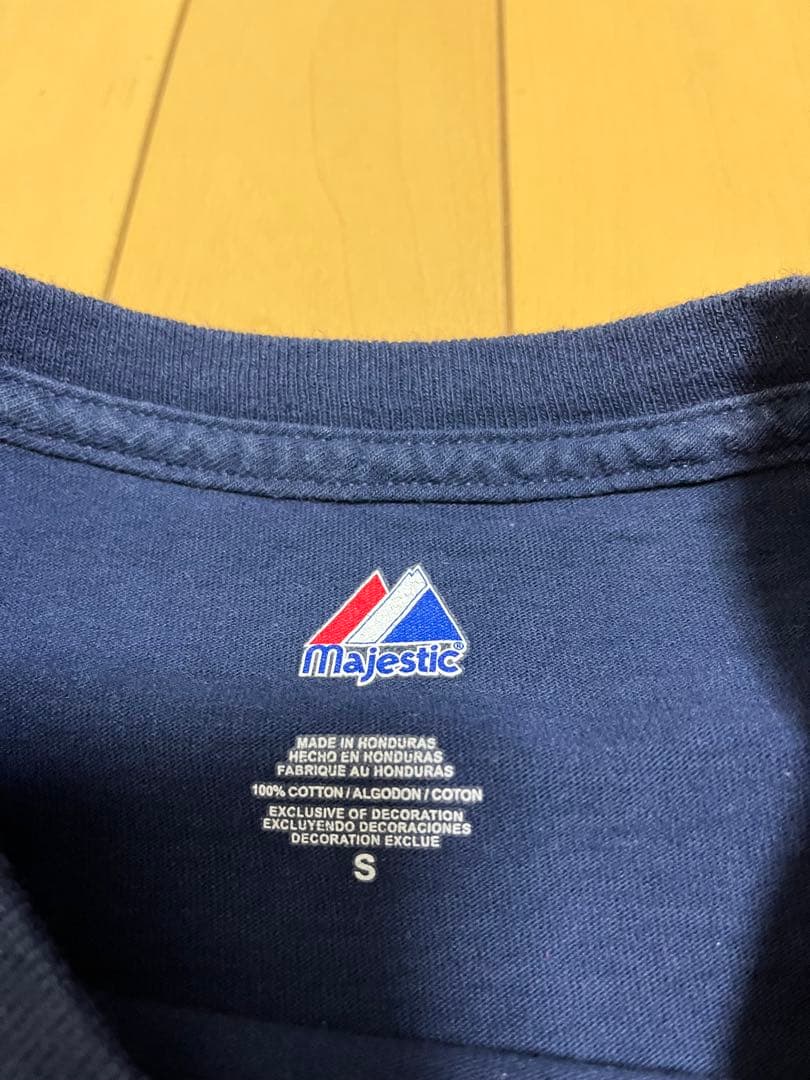 Majestic®
MADE IN HONDURAS
HECHO EN HONDURAS
FABRIQUE AU HONDURAS
100% COTTON / ALGODON / COTON
EXCLUSIVE OF DECORATION
EXCLUYENDO DECORACIONES
DECORATION EXCLUE
S